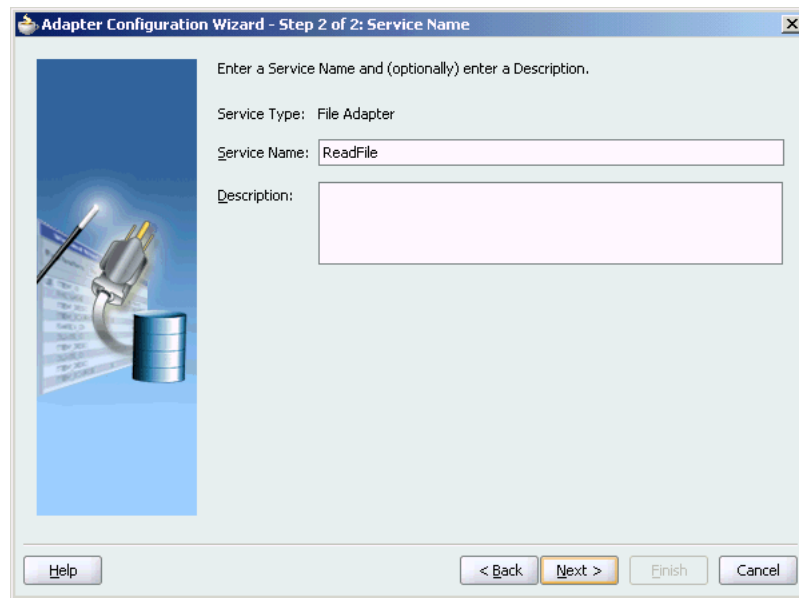 Adapter Configuration Wizard - Step 2 of 2: Service Name
Enter a Service Name and (optionally) enter a Description.
Service Type: File Adapter
Service Name: ReadFile
Description:
Help
< Back
Next >
Finish
Cancel